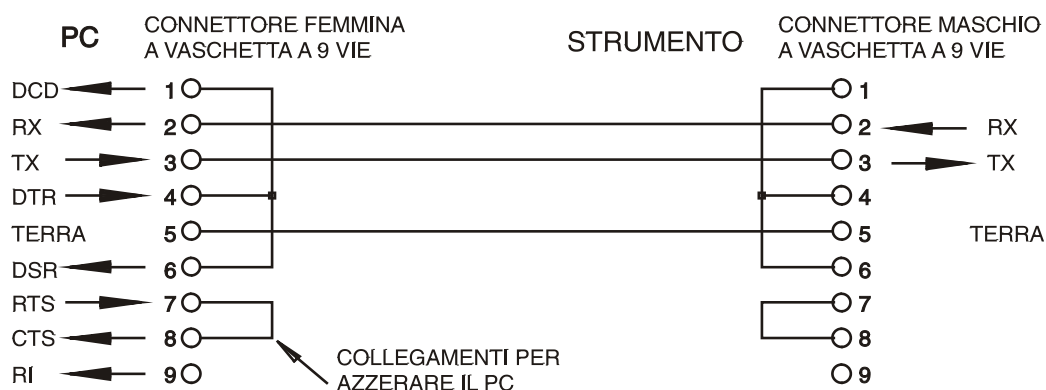 PC
CONNETTORE FEMMINA
A VASCHETTA A 9 VIE
STRUMENTO
CONNETTORE MASCHIO
A VASCHETTA A 9 VIE
DCD 1 1
RX 2 2 RX
TX 3 3 TX
DTR 4 4
TERRA 5 5 TERRA
DSR 6 6
RTS 7 7
CTS 8 8
RI 9 9
COLLEGAMENTI PER
AZZERARE IL PC